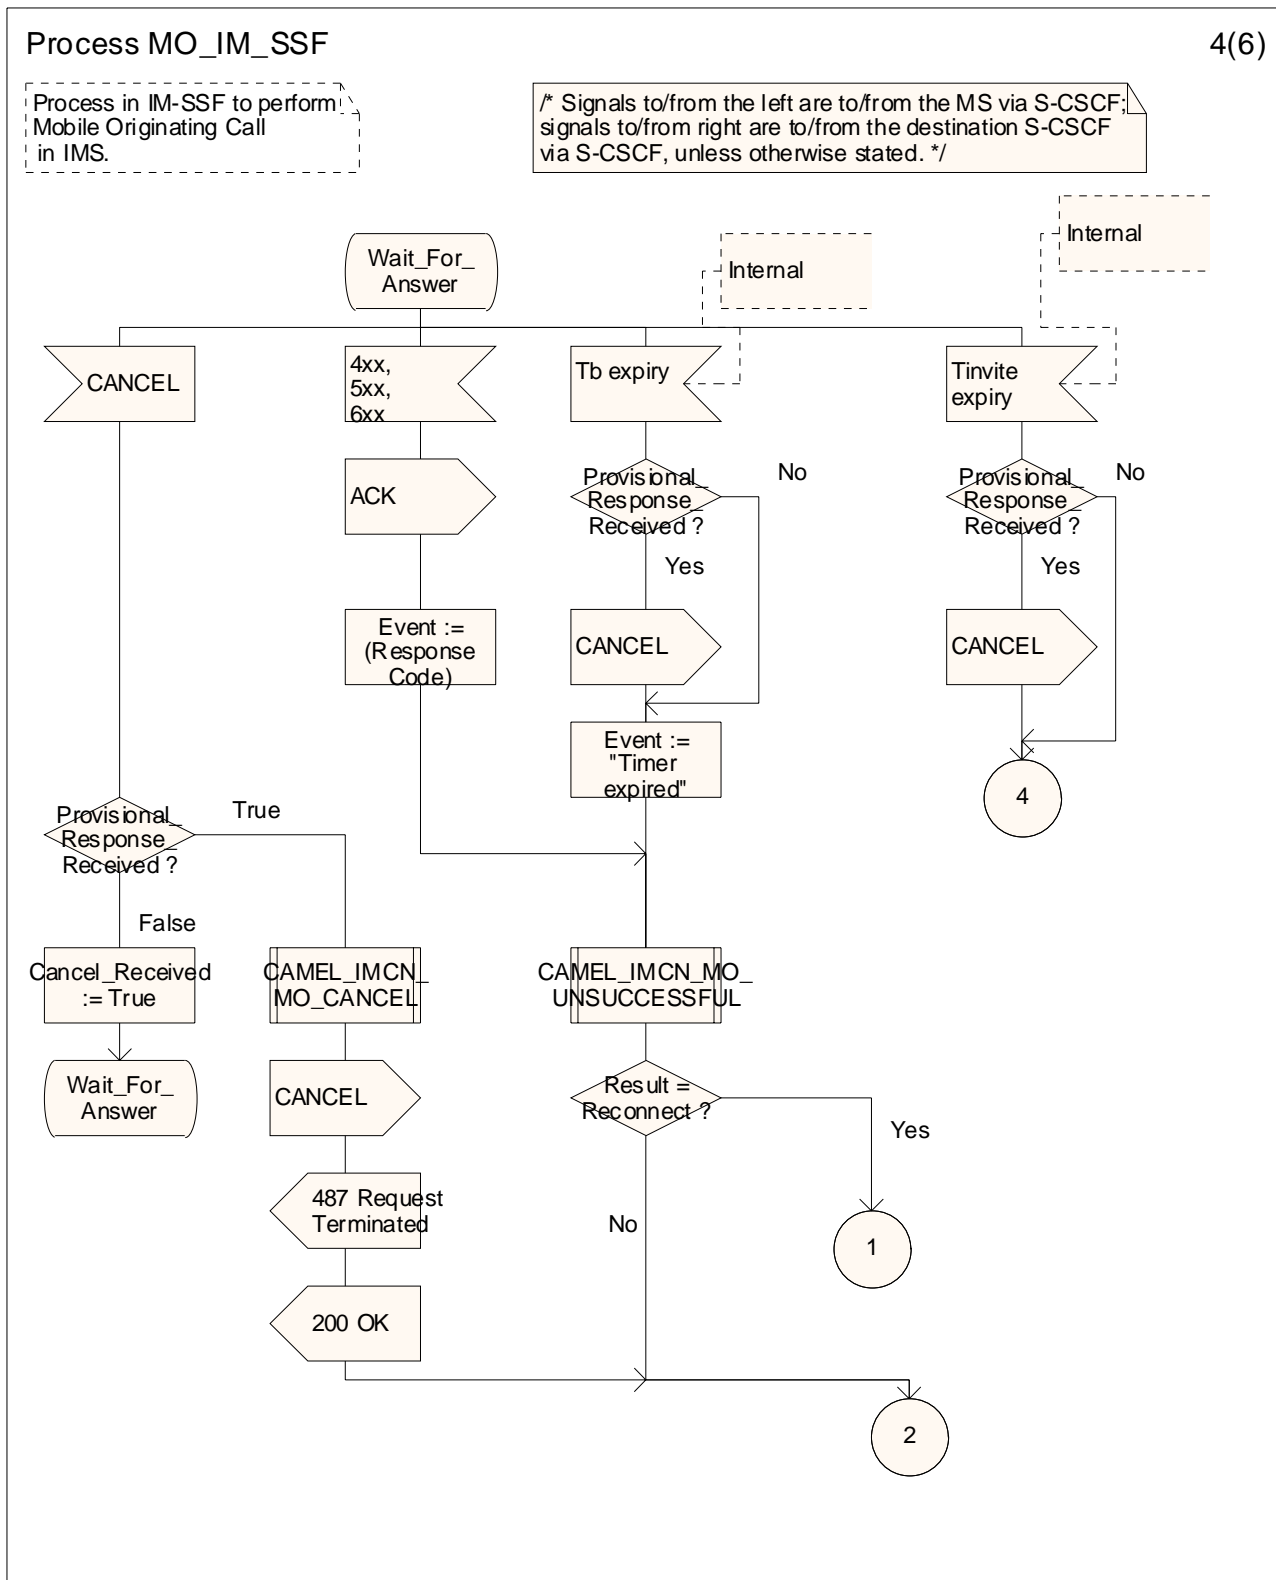 Process MO_IM_SSF
4(6)
Process in IM-SSF to perform
Mobile Originating Call
in IMS.
/* Signals to/from the left are to/from the MS via S-CSCF;
signals to/from right are to/from the destination S-CSCF
via S-CSCF, unless otherwise stated. */
Wait_For_
Answer
Internal
Internal
CANCEL
4xx,
5xx,
6xx
Tb expiry
Tinvite
expiry
ACK
Provisional_
Response_
Received ?
No
Yes
Provisional_
Response_
Received ?
No
Yes
Event :=
(Response
Code)
CANCEL
CANCEL
Event :=
"Timer
expired"
4
Provisional_
Response_
Received ?
True
False
Cancel_Received
:= True
CAMEL_IMCN_
MO_CANCEL
CAMEL_IMCN_MO_
UNSUCCESSFUL
Wait_For_
Answer
CANCEL
Result =
Reconnect ?
Yes
487 Request
Terminated
No
1
200 OK
2